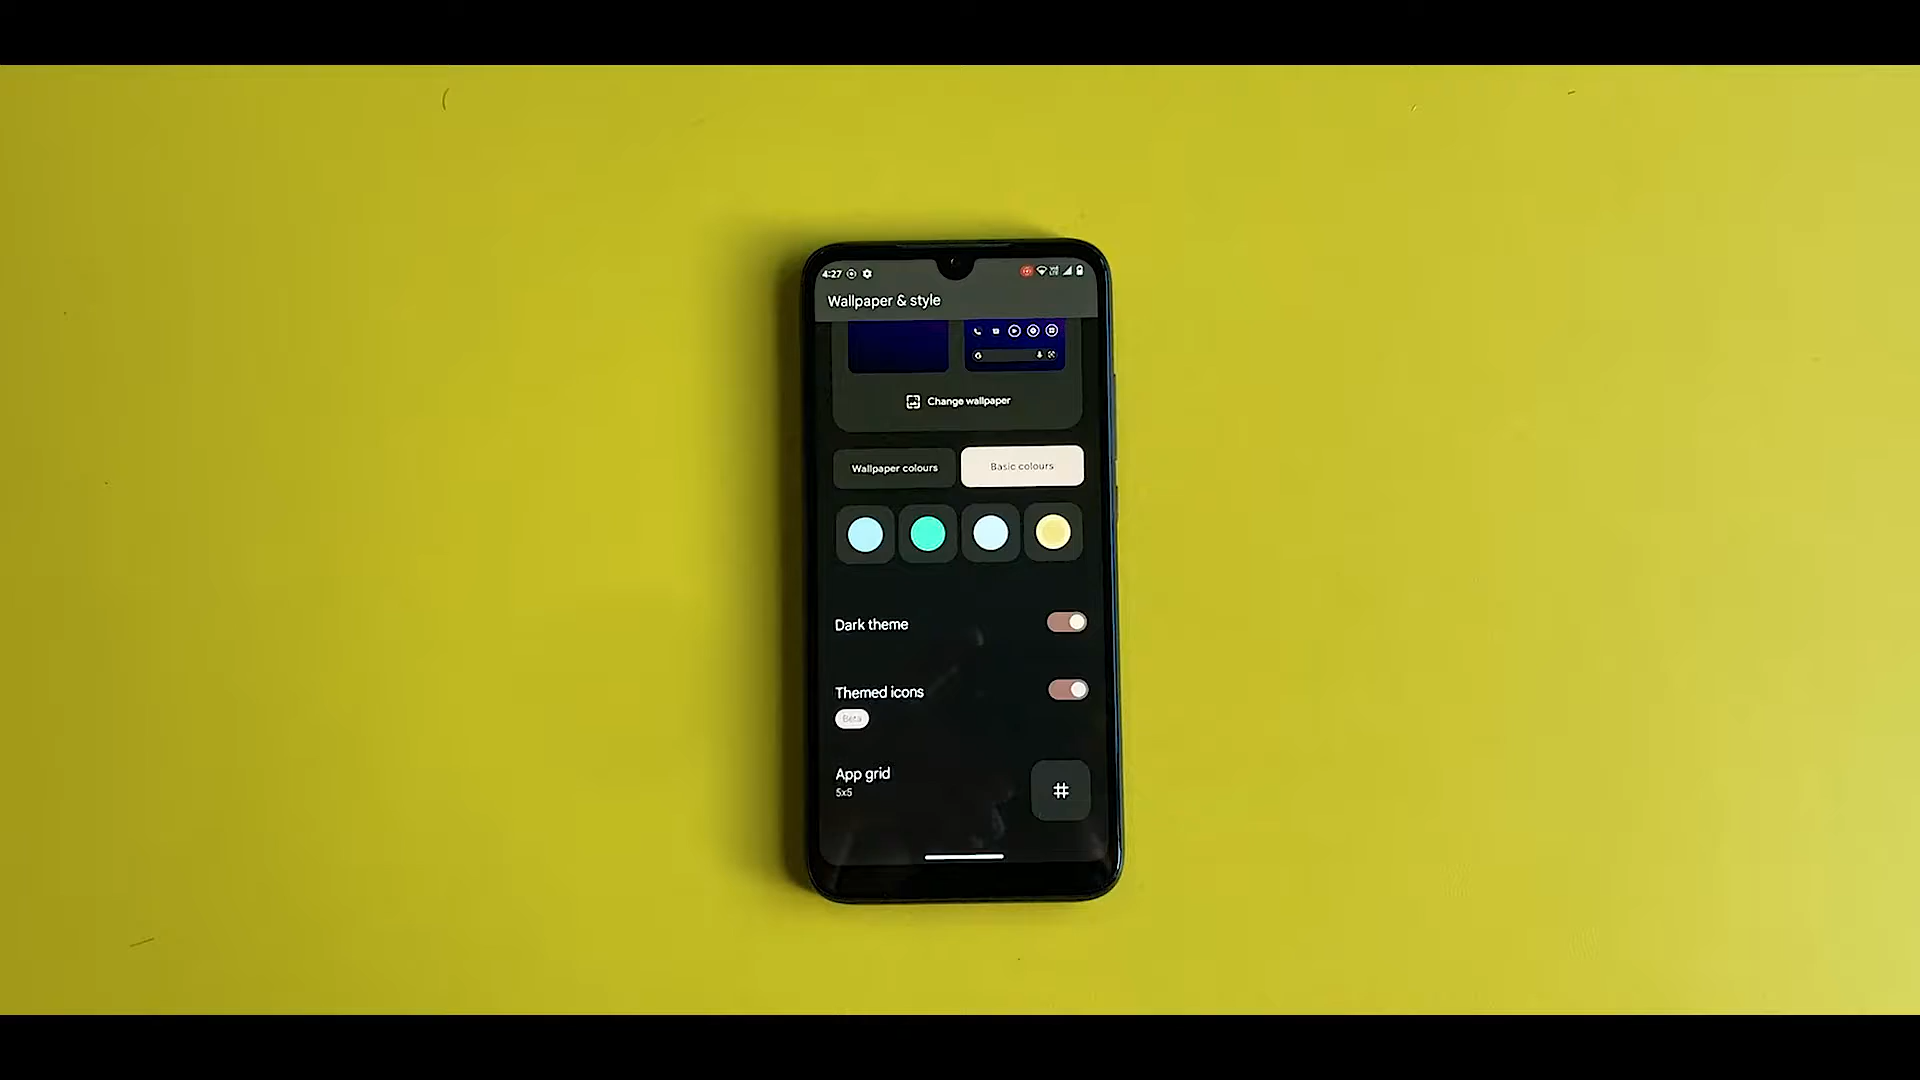 4:27
Wallpaper & style
Change wallpaper
Wallpaper colours
Basic colours
Dark theme
Themed icons
Beta
App grid
5x5